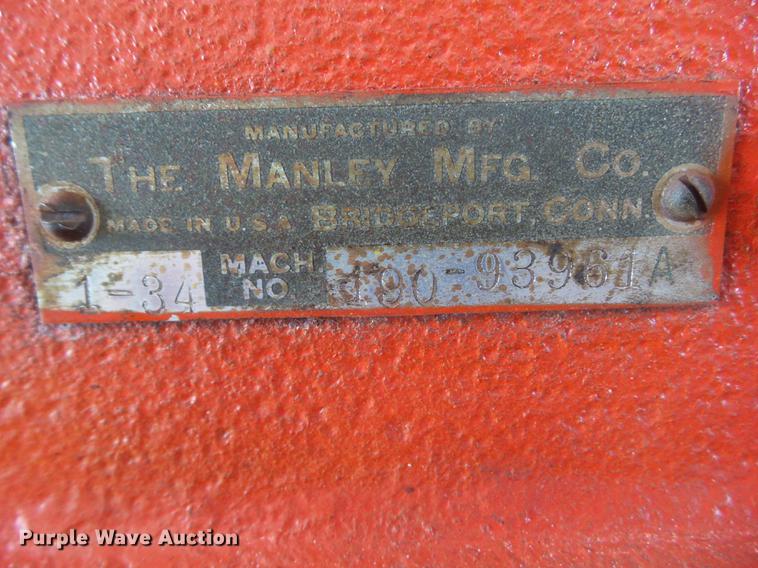 MANUFACTURED BY
THE MANLEY MFG. CO.
MADE IN U.S.A. BRIDGEPORT, CONN.
1-34 MACH. NO. 490-93961A
Purple Wave Auction